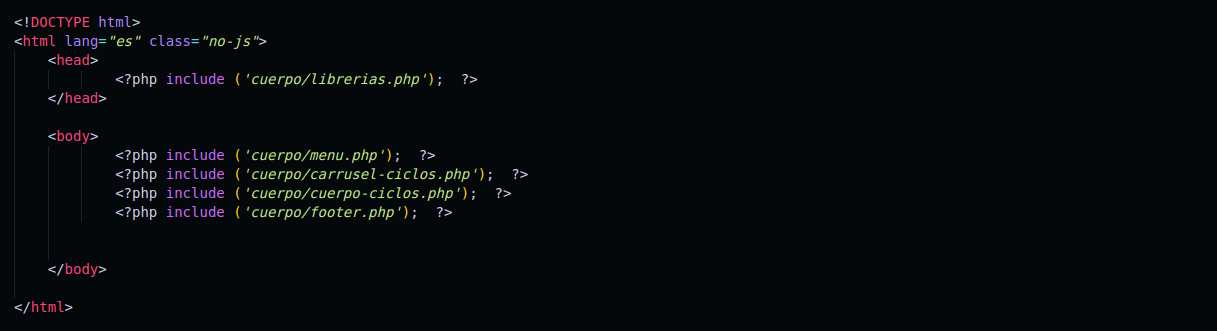 <!DOCTYPE html>
<html lang="es" class="no-js">
<head>
<?php include ('cuerpo/librerias.php');  ?>
</head>
<body>
<?php include ('cuerpo/menu.php');  ?>
<?php include ('cuerpo/carrusel-ciclos.php');  ?>
<?php include ('cuerpo/cuerpo-ciclos.php');  ?>
<?php include ('cuerpo/footer.php');  ?>
</body>
</html>